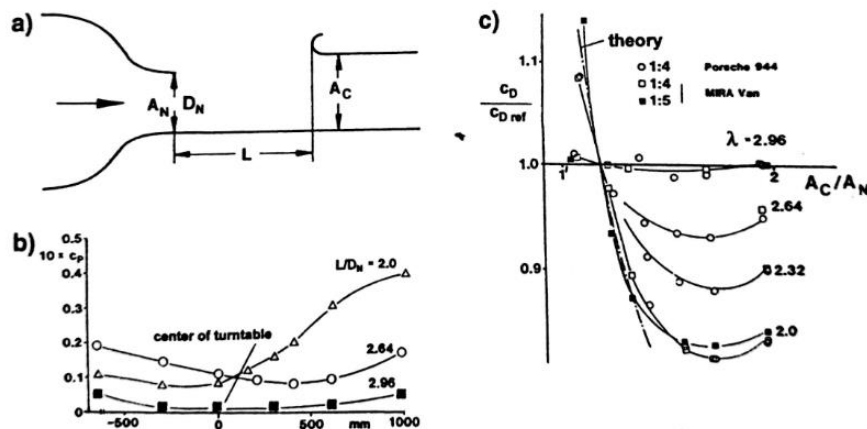 a)
A_N
D_N
A_C
L
b)
0.5
10 × c_P
0.4
0.3
0.2
0.1
0
L/D_N = 2.0
center of turntable
2.64
2.96
-500
0
500
mm
1000
c)
theory
1:4 Porsche 944
1:4
MIRA Van
1:5
1.1
c_D
c_D ref
1.0
0.9
λ = 2.96
1
2
A_C/A_N
2.64
2.32
2.0